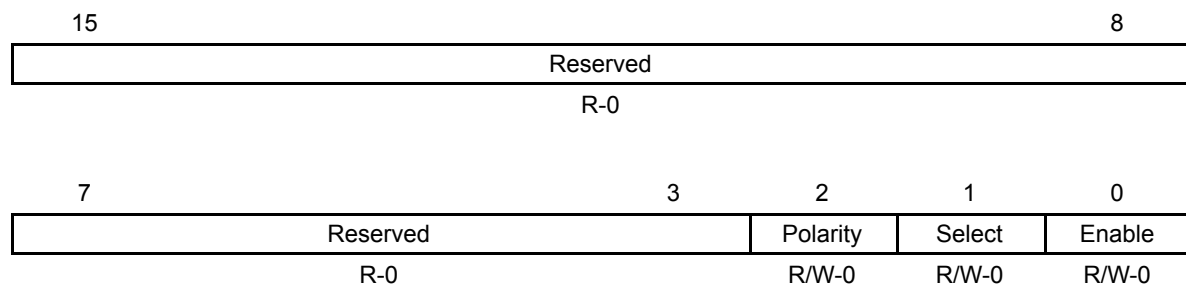 15 8
Reserved
R-0
7 3 2 1 0
Reserved Polarity Select Enable
R-0 R/W-0 R/W-0 R/W-0